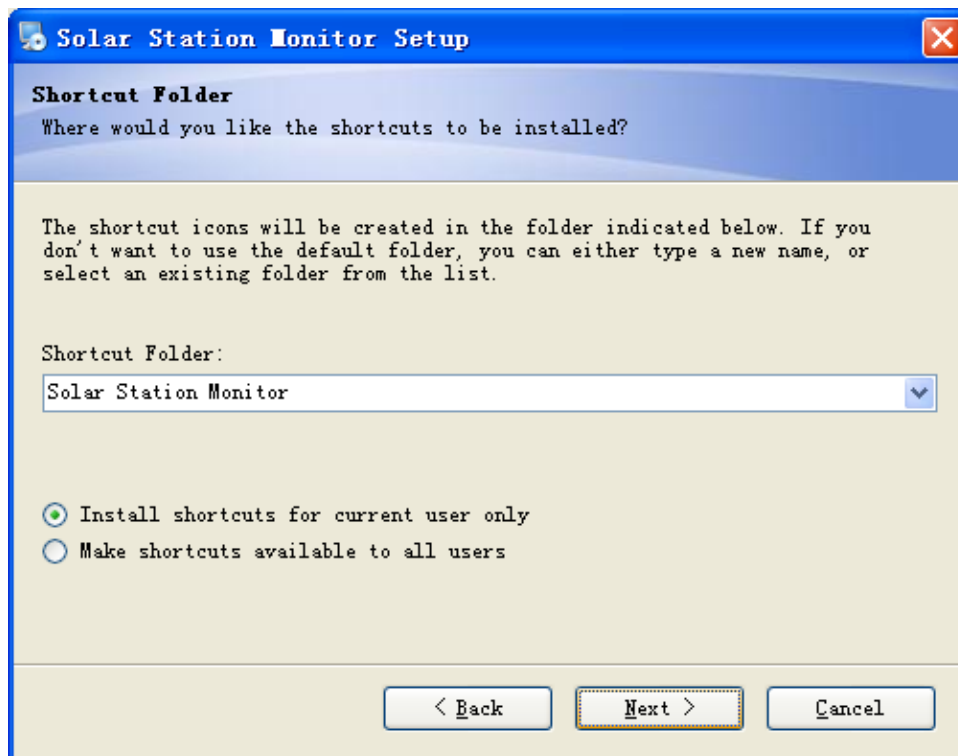 Solar Station Monitor Setup
Shortcut Folder
Where would you like the shortcuts to be installed?
The shortcut icons will be created in the folder indicated below. If you
don't want to use the default folder, you can either type a new name, or
select an existing folder from the list.
Shortcut Folder:
Solar Station Monitor
Install shortcuts for current user only
Make shortcuts available to all users
< Back
Next >
Cancel